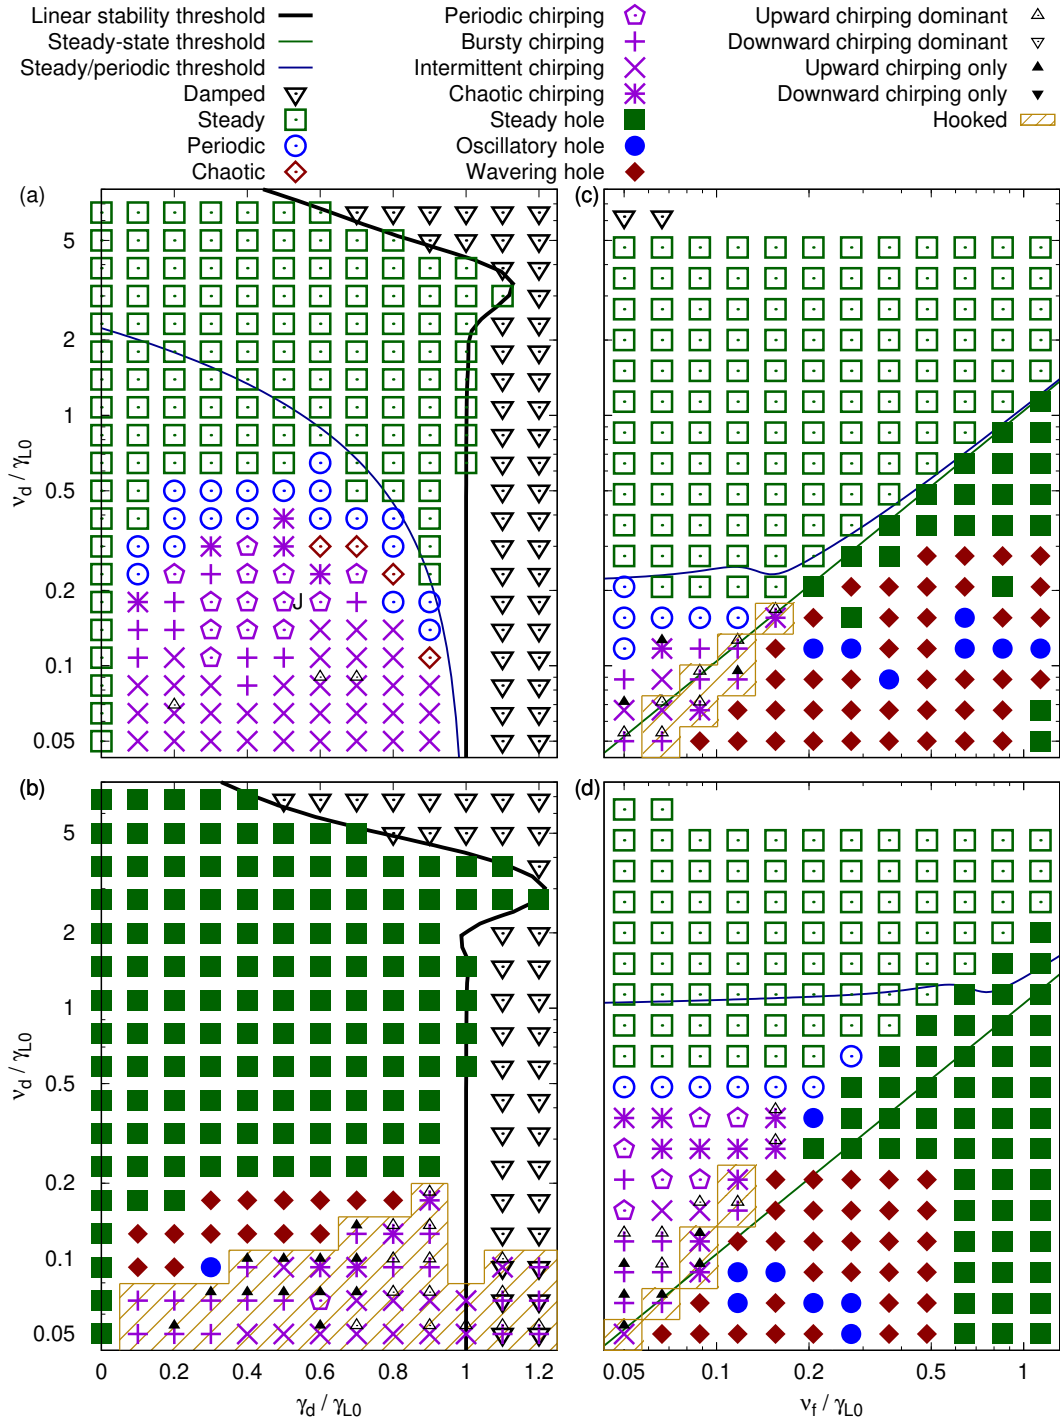 Linear stability threshold
Steady-state threshold
Steady/periodic threshold
Damped
Steady
Periodic
Chaotic
Periodic chirping
Bursty chirping
Intermittent chirping
Chaotic chirping
Steady hole
Oscillatory hole
Wavering hole
Upward chirping dominant
Downward chirping dominant
Upward chirping only
Downward chirping only
Hooked
(a)
5
2
1
0.5
0.2
0.1
0.05
ν_d / γ_L0
J
(c)
(b)
5
2
1
0.5
0.2
0.1
0.05
ν_d / γ_L0
0 0.2 0.4 0.6 0.8 1.0 1.2
γ_d / γ_L0
(d)
0.05 0.1 0.2 0.5 1
ν_f / γ_L0